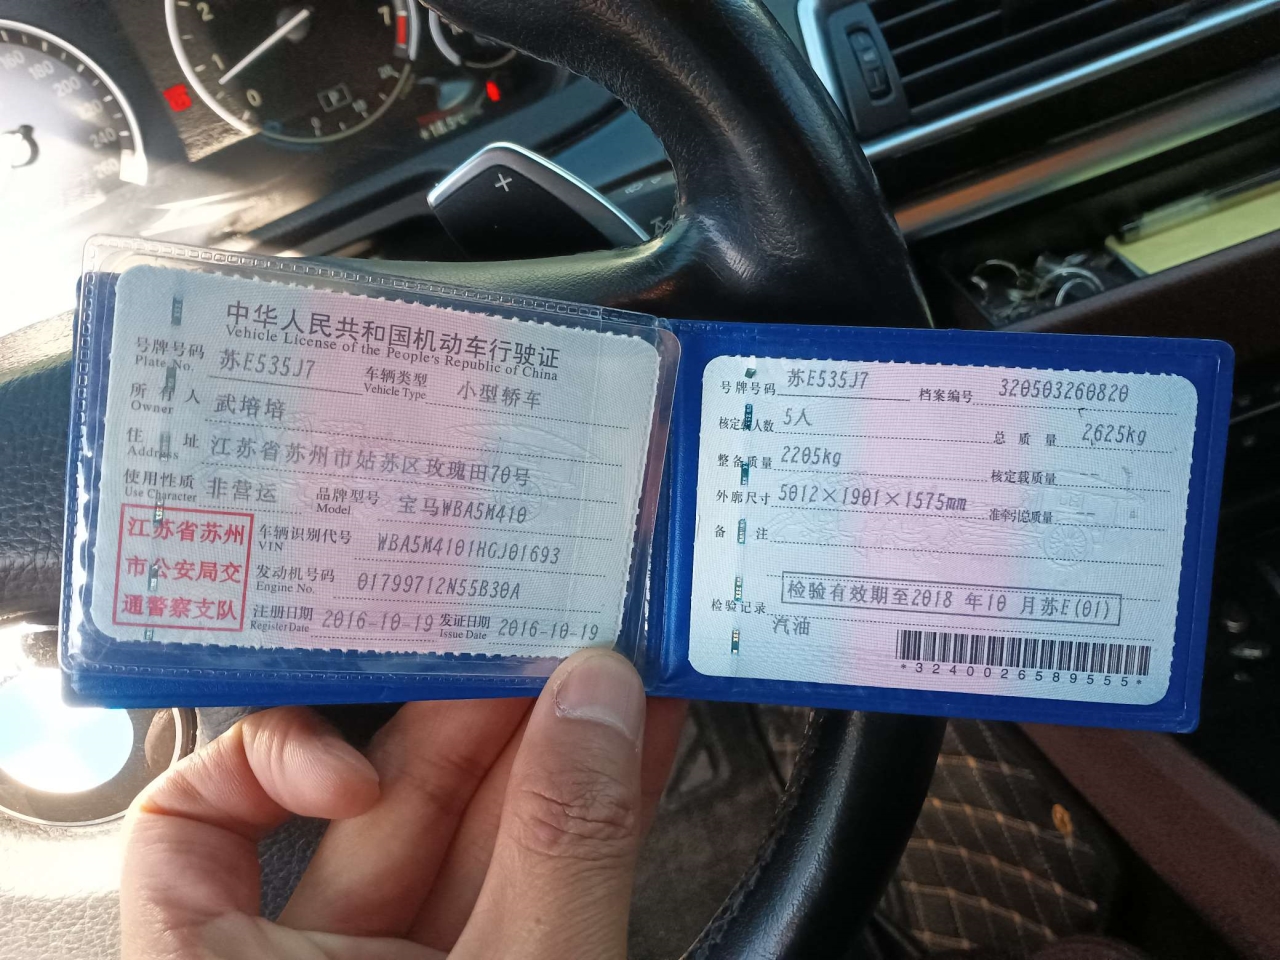 中华人民共和国机动车行驶证
Vehicle License of the People's Republic of China
号牌号码 苏E535J7 车辆类型 小型轿车
Plate No. Vehicle Type
所有人 武培培
Owner
住址 江苏省苏州市姑苏区玫瑰田70号
Address
使用性质 非营运 品牌型号 宝马WBA5M410
Use Character Model
江苏省苏州
市公安局交
通警察支队
车辆识别代号 WBA5M4101HGJ01693
VIN
发动机号码 01799712N55B30A
Engine No.
注册日期 2016-10-19 发证日期 2016-10-19
Register Date Issue Date
号牌号码 苏E535J7 档案编号 320503260820
核定载人数 5人 总质量 2625kg
整备质量 2205kg 核定载质量 --
外廓尺寸 5012×1901×1575mm 准牵引总质量 --
备注
检验有效期至2018 年10 月苏E(01)
检验记录
汽油
*3240026589555*
2
1
0
7
160
180
200
240
P
+18.5°C